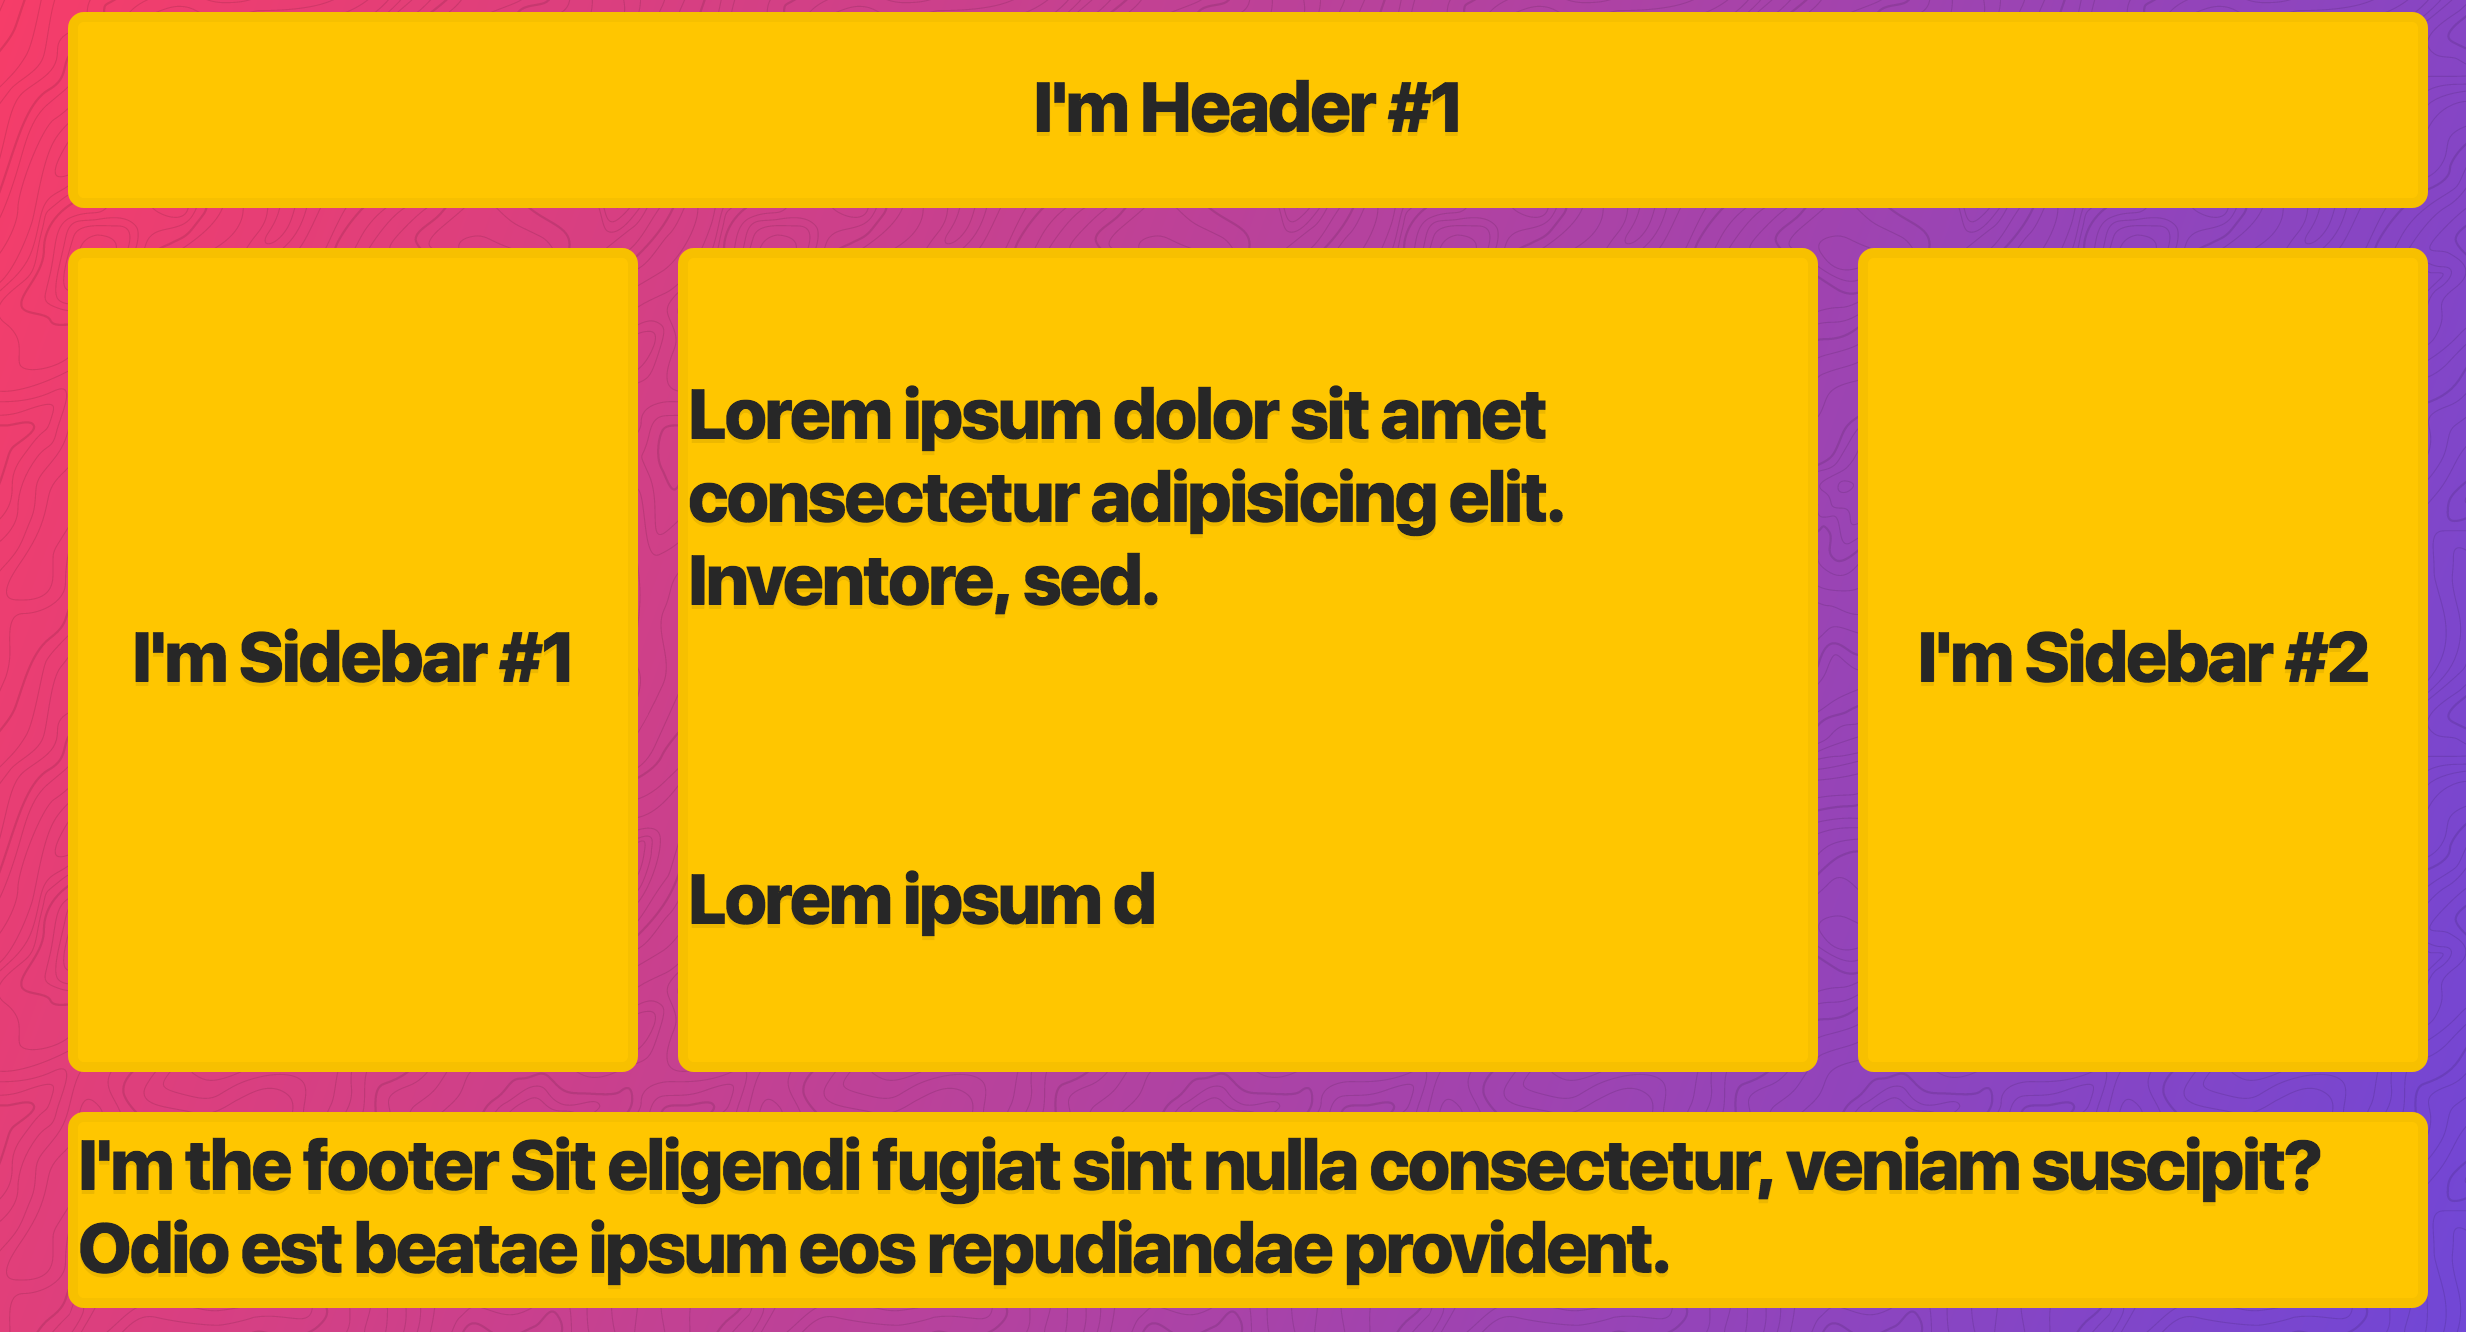 I'm Header #1
I'm Sidebar #1
Lorem ipsum dolor sit amet
consectetur adipisicing elit.
Inventore, sed.
Lorem ipsum d
I'm Sidebar #2
I'm the footer Sit eligendi fugiat sint nulla consectetur, veniam suscipit?
Odio est beatae ipsum eos repudiandae provident.